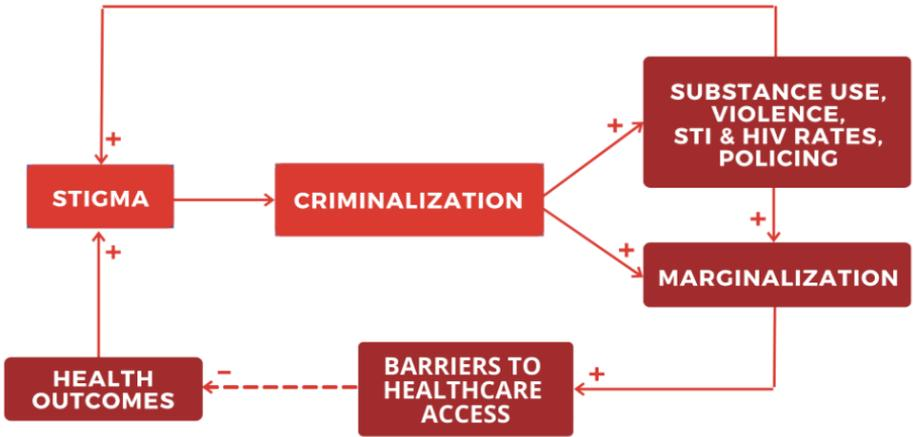 SUBSTANCE USE,
VIOLENCE,
STI & HIV RATES,
POLICING
+
+
STIGMA
CRIMINALIZATION
+
+
+
+
MARGINALIZATION
HEALTH
OUTCOMES
−
BARRIERS TO
HEALTHCARE
ACCESS
+